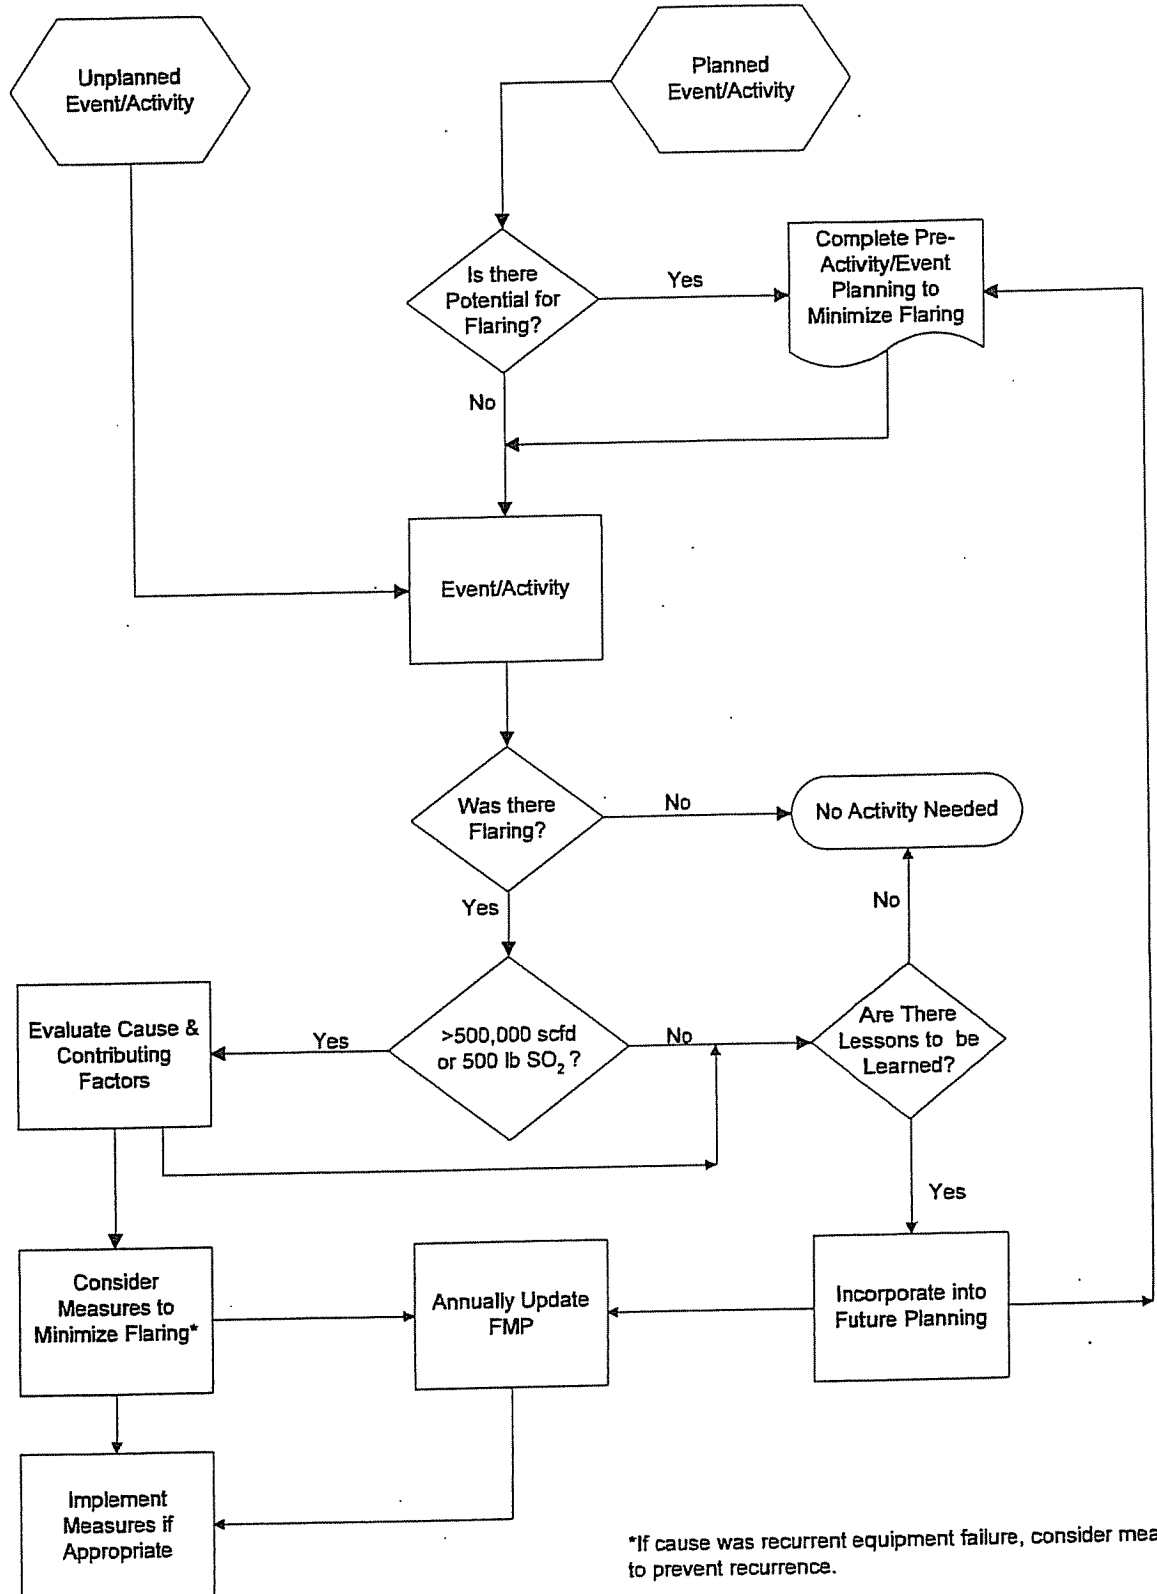 Unplanned
Event/Activity
Planned
Event/Activity
Is there
Potential for
Flaring?
Yes
Complete Pre-
Activity/Event
Planning to
Minimize Flaring
No
Event/Activity
Was there
Flaring?
No
No Activity Needed
Yes
No
>500,000 scfd
or 500 lb SO₂ ?
Yes
No
Evaluate Cause &
Contributing
Factors
Are There
Lessons to be
Learned?
Yes
Consider
Measures to
Minimize Flaring*
Annually Update
FMP
Incorporate into
Future Planning
Implement
Measures if
Appropriate
*If cause was recurrent equipment failure, consider
to prevent recurrence.